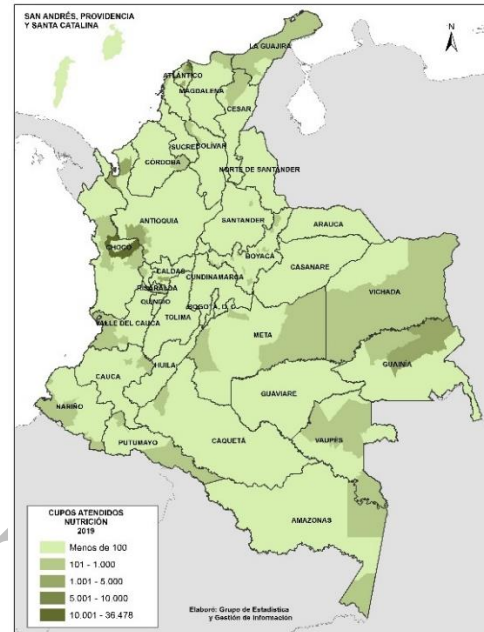 SAN ANDRÉS, PROVIDENCIA
Y SANTA CATALINA
N
LA GUAJIRA
ATLÁNTICO
MAGDALENA
CESAR
SUCRE
BOLÍVAR
CÓRDOBA
NORTE DE SANTANDER
ANTIOQUIA
SANTANDER
ARAUCA
CHOCÓ
BOYACÁ
CALDAS
CUNDINAMARCA
CASANARE
VICHADA
RISARALDA
QUINDÍO
BOGOTÁ, D. C.
VALLE DEL CAUCA
TOLIMA
META
GUAINÍA
HUILA
CAUCA
GUAVIARE
NARIÑO
VAUPÉS
PUTUMAYO
CAQUETÁ
AMAZONAS
CUPOS ATENDIDOS
NUTRICIÓN
2019
Menos de 100
101 - 1.000
1.001 - 5.000
5.001 - 10.000
10.001 - 36.478
Elaboró: Grupo de Estadística
y Gestión de Información